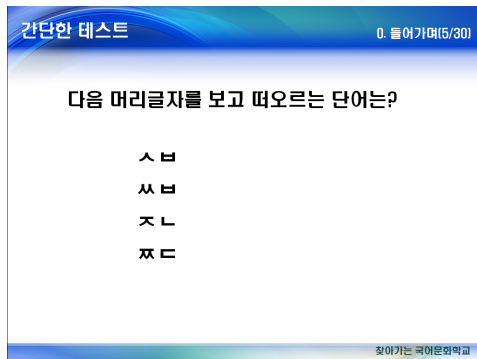 간단한 테스트
0. 들어가며(5/30)
다음 머리글자를 보고 떠오르는 단어는?
ㅅㅂ
ㅆㅂ
ㅈㄴ
ㅉㄷ
찾아가는 국어문화학교